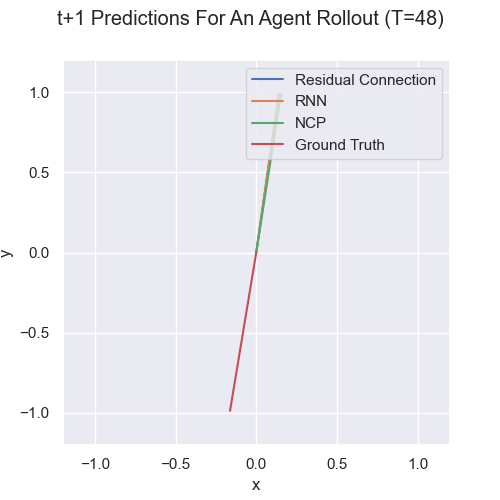 t+1 Predictions For An Agent Rollout (T=48)
Residual Connection
RNN
NCP
Ground Truth
1.0
0.5
0.0
−0.5
−1.0
y
−1.0 −0.5 0.0 0.5 1.0
x